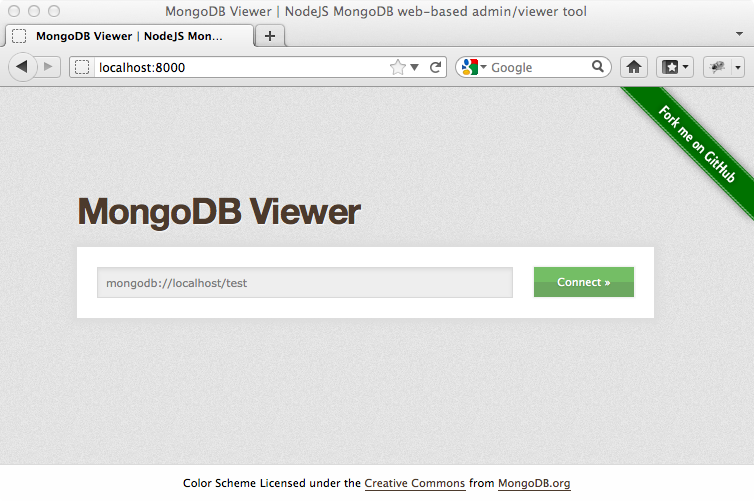 MongoDB Viewer | NodeJS MongoDB web-based admin/viewer tool
MongoDB Viewer | NodeJS Mon...
localhost:8000
Google
Fork me on GitHub
MongoDB Viewer
mongodb://localhost/test
Connect »
Color Scheme Licensed under the Creative Commons from MongoDB.org